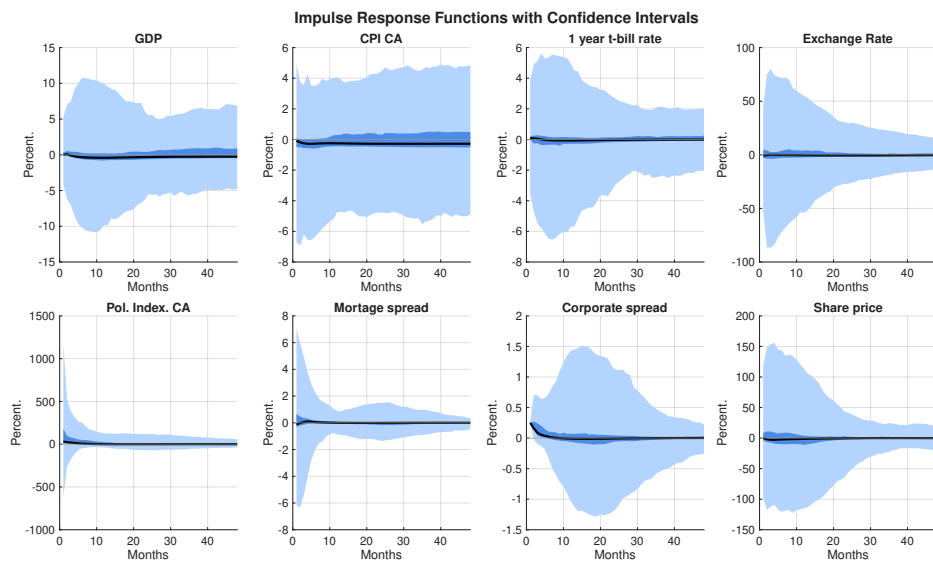 Impulse Response Functions with Confidence Intervals
GDP
CPI CA
1 year t-bill rate
Exchange Rate
Percent.
15
10
5
0
-5
-10
-15
0 10 20 30 40
Months
Percent.
6
4
2
0
-2
-4
-6
-8
0 10 20 30 40
Months
Percent.
6
4
2
0
-2
-4
-6
-8
0 10 20 30 40
Months
Percent.
100
50
0
-50
-100
0 10 20 30 40
Months
Pol. Index. CA
Mortage spread
Corporate spread
Share price
Percent.
1500
1000
500
0
-500
-1000
0 10 20 30 40
Months
Percent.
8
6
4
2
0
-2
-4
-6
-8
0 10 20 30 40
Months
Percent.
2
1.5
1
0.5
0
-0.5
-1
-1.5
0 10 20 30 40
Months
Percent.
200
150
100
50
0
-50
-100
-150
0 10 20 30 40
Months